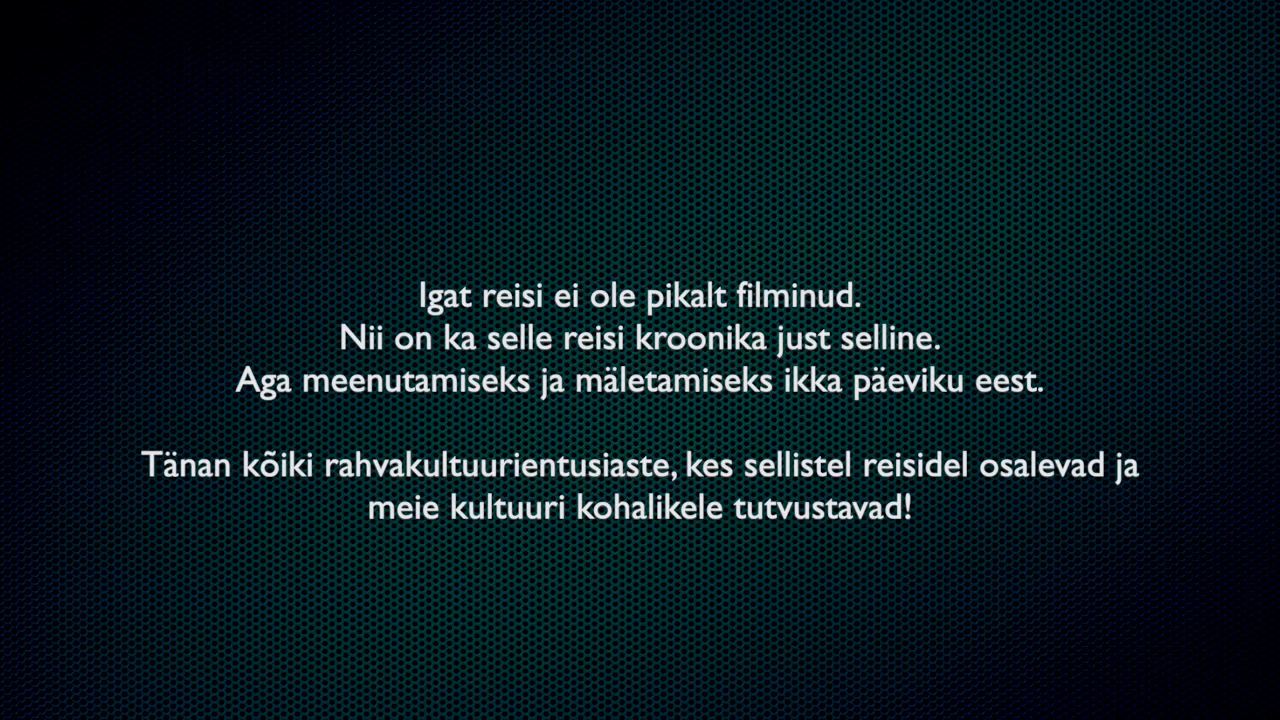 Igat reisi ei ole pikalt filminud.
Nii on ka selle reisi kroonika just selline.
Aga meenutamiseks ja mäletamiseks ikka päeviku eest.
Tänan kõiki rahvakultuurientusiaste, kes sellistel reisidel osalevad ja
meie kultuuri kohalikele tutvustavad!